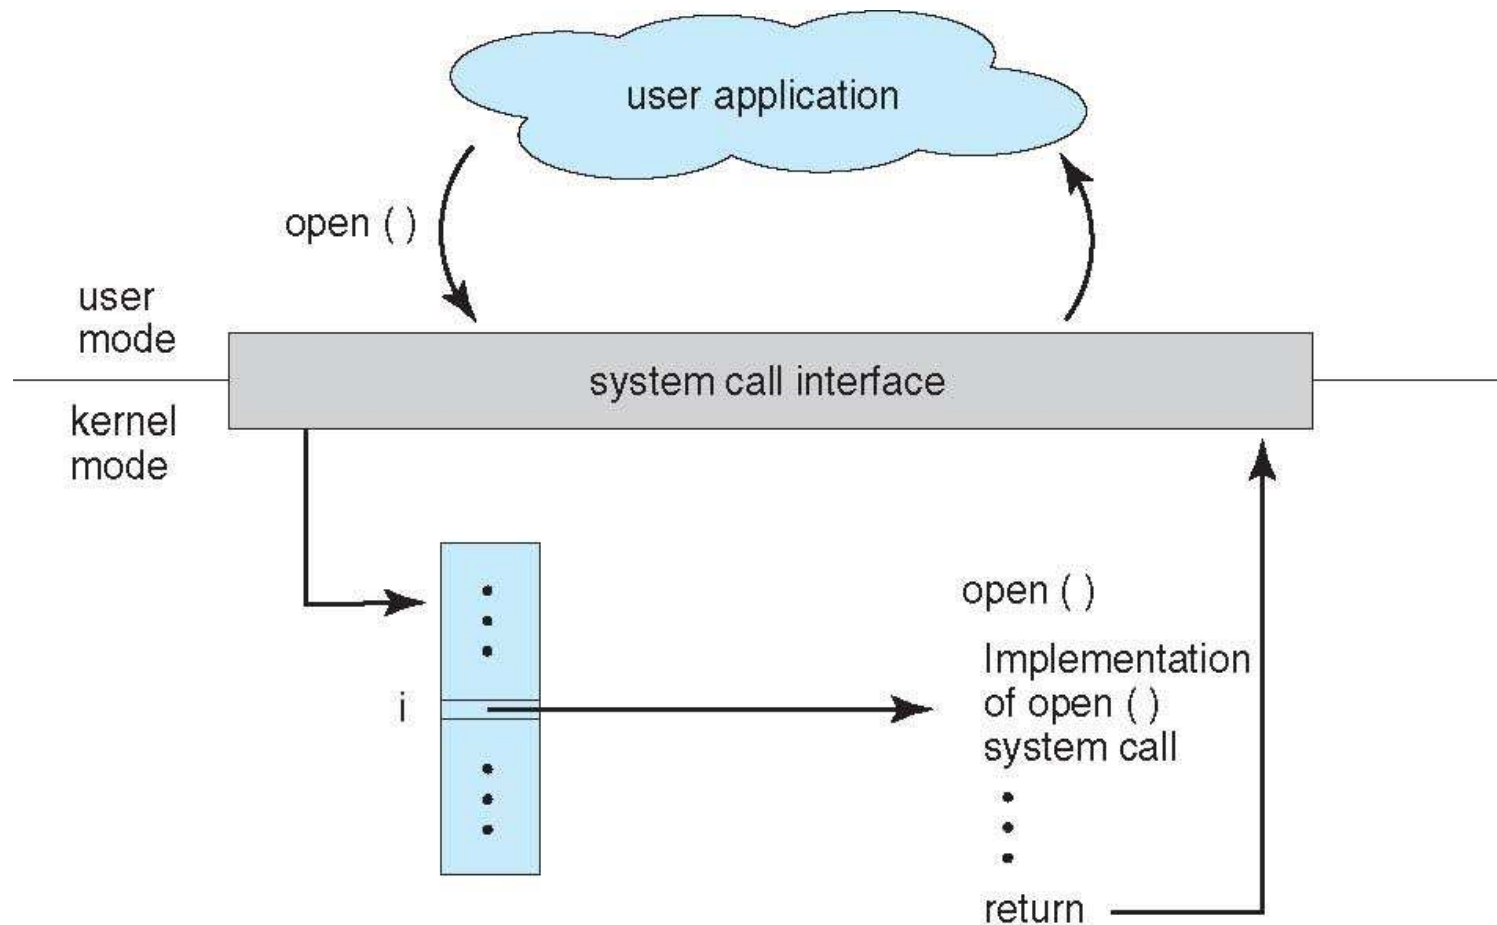 user application
open ( )
user
mode
system call interface
kernel
mode
open ( )
Implementation
of open ( )
system call
i
return